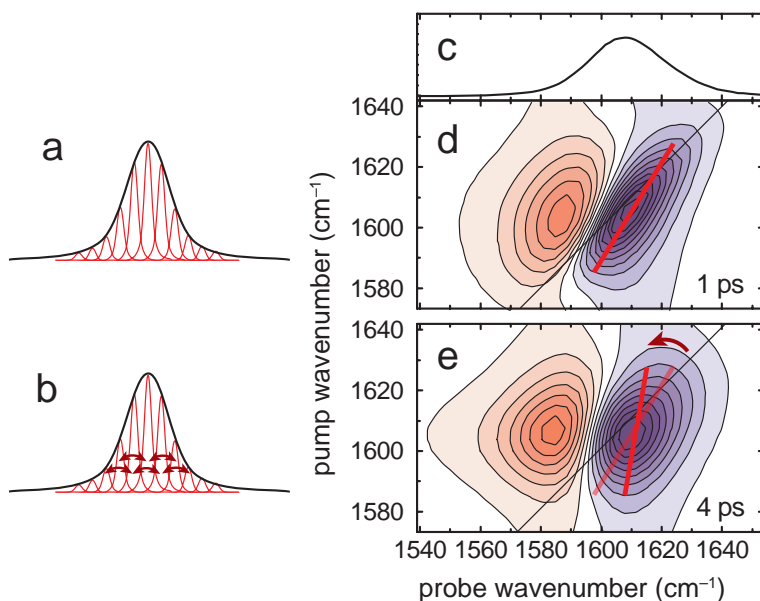 a
b
c
d
1640
1620
1600
1580
1 ps
e
1640
1620
1600
1580
4 ps
pump wavenumber (cm⁻¹)
1540 1560 1580 1600 1620 1640
probe wavenumber (cm⁻¹)